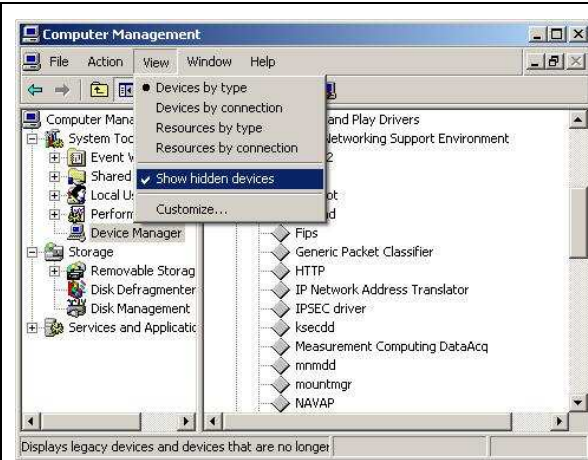 Computer Management
File Action View Window Help
Devices by type
Devices by connection
Resources by type
Resources by connection
Show hidden devices
Customize...
Computer Mana
System Too
Event V
Shared
Local Us
Perform
Device Manager
Storage
Removable Storag
Disk Defragmenter
Disk Management
Services and Applicatic
and Play Drivers
Networking Support Environment
Fips
Generic Packet Classifier
HTTP
IP Network Address Translator
IPSEC driver
ksecdd
Measurement Computing DataAcq
mnmdd
mountmgr
NAVAP
Displays legacy devices and devices that are no longer